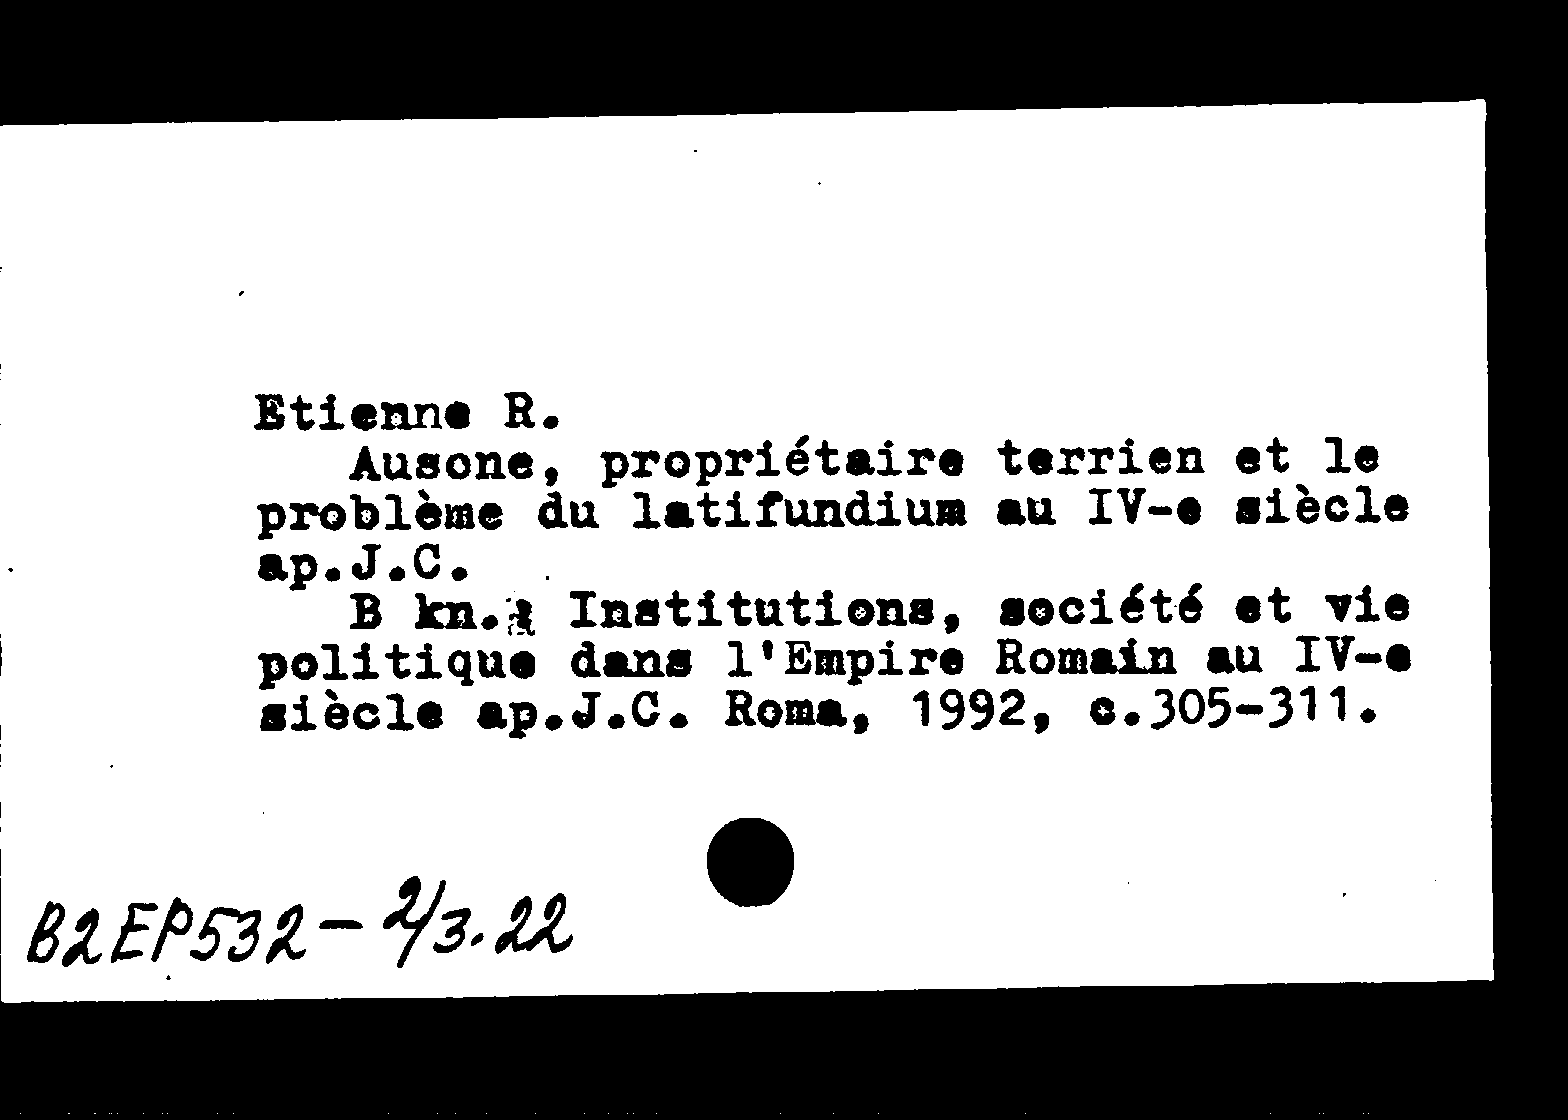 Etienne R.
Ausone, propriétaire terrien et le
problème du latifundium au IV-e siècle
ap.J.C.
B kn.: Institutions, société et vie
politique dans l'Empire Romain au IV-e
siècle ap.J.C. Roma, 1992, c.305-311.
B2EP532-2/3.22